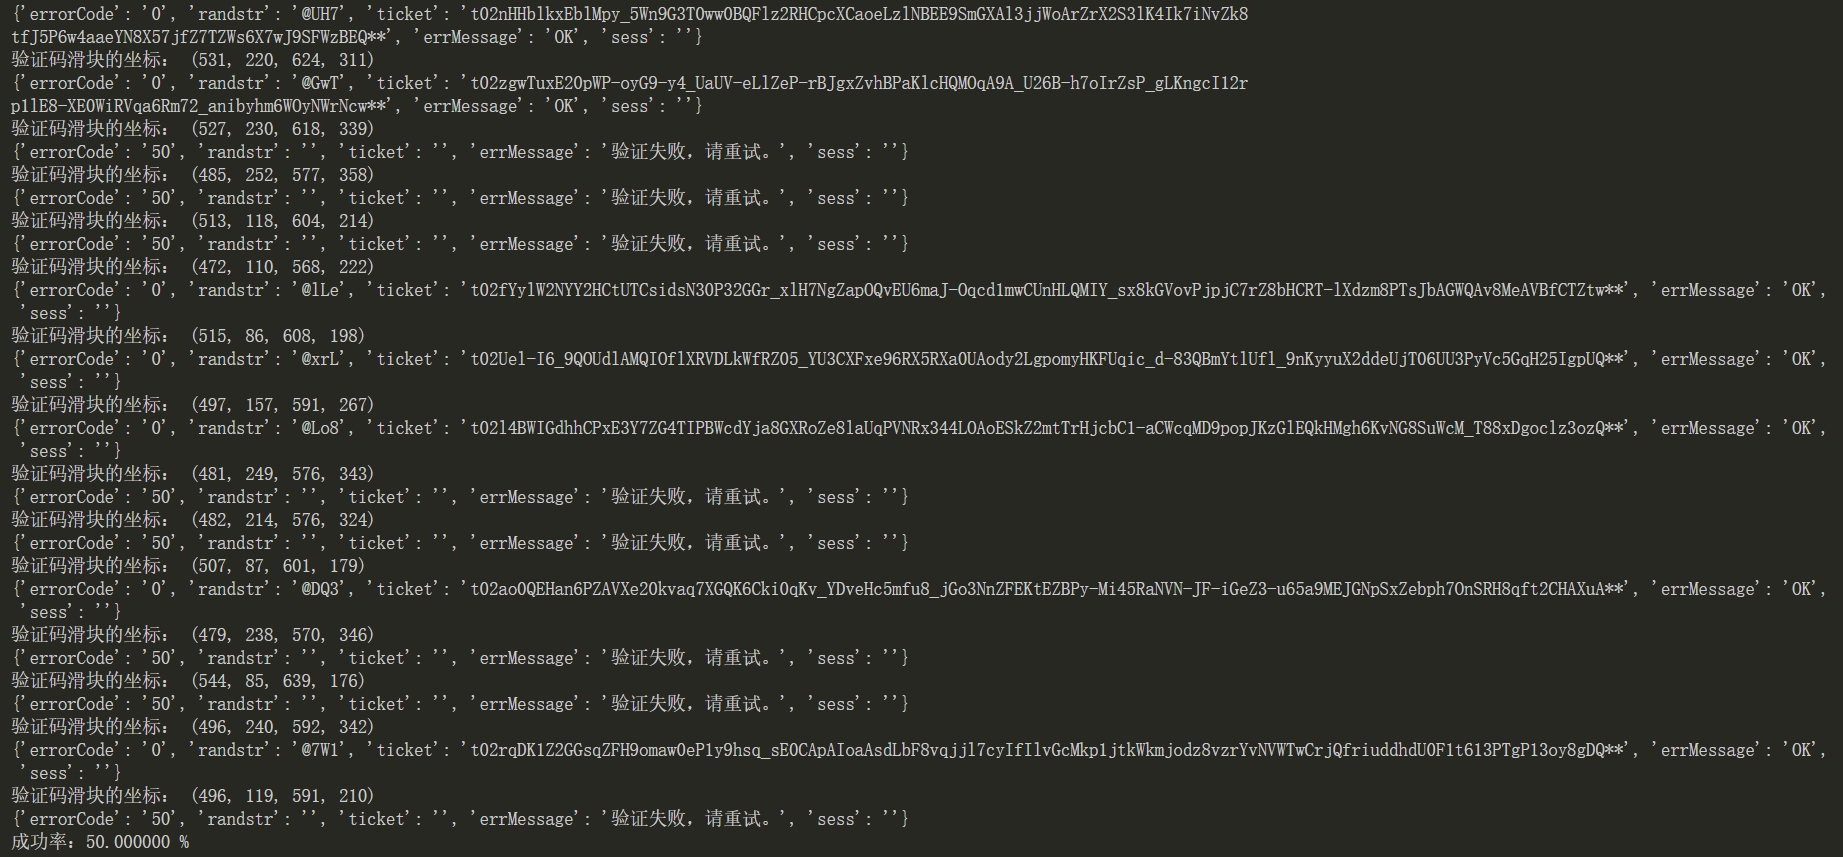 {'errorCode': '0', 'randstr': '@UH7', 'ticket': 't02nHHblkxEblMpy_5Wn9G3T0ww0BQFlz2RHCpcXCaoeLzlNBEE9SmGXAl3jjWoArZrX2S3lK4Ik7iNvZk8
tfJ5P6w4aaeYN8X57jfZ7TZWs6X7wJ9SFWzBEQ**', 'errMessage': 'OK', 'sess': ''}
验证码滑块的坐标： (531, 220, 624, 311)
{'errorCode': '0', 'randstr': '@GwT', 'ticket': 't02zgwTuxE20pWP-oyG9-y4_UaUV-eLlZeP-rBJgxZvhBPaKlcHQMOqA9A_U26B-h7oIrZsP_gLKngcI12r
p1lE8-XE0WiRVqa6Rm72_anibyhm6WOyNWrNcw**', 'errMessage': 'OK', 'sess': ''}
验证码滑块的坐标： (527, 230, 618, 339)
{'errorCode': '50', 'randstr': '', 'ticket': '', 'errMessage': '验证失败，请重试。', 'sess': ''}
验证码滑块的坐标： (485, 252, 577, 358)
{'errorCode': '50', 'randstr': '', 'ticket': '', 'errMessage': '验证失败，请重试。', 'sess': ''}
验证码滑块的坐标： (513, 118, 604, 214)
{'errorCode': '50', 'randstr': '', 'ticket': '', 'errMessage': '验证失败，请重试。', 'sess': ''}
验证码滑块的坐标： (472, 110, 568, 222)
{'errorCode': '0', 'randstr': '@lLe', 'ticket': 't02fYylW2NYY2HCtUTCsidsN30P32GGr_xlH7NgZapOQvEU6maJ-Oqcd1mwCUnHLQMIY_sx8kGVovPjpjC7rZ8bHCRT-lXdzm8PTsJbAGWQAv8MeAVBfCTZtw**', 'errMessage': 'OK',
 'sess': ''}
验证码滑块的坐标： (515, 86, 608, 198)
{'errorCode': '0', 'randstr': '@xrL', 'ticket': 't02Uel-I6_9QOUdlAMQIOflXRVDLkWfRZO5_YU3CXFxe96RX5RXa0UAody2LgpomyHKFUqic_d-83QBmYtlUfl_9nKyyuX2ddeUjT06UU3PyVc5GqH25IgpUQ**', 'errMessage': 'OK',
 'sess': ''}
验证码滑块的坐标： (497, 157, 591, 267)
{'errorCode': '0', 'randstr': '@Lo8', 'ticket': 't02l4BWIGdhhCPxE3Y7ZG4TIPBWcdYja8GXRoZe8laUqPVNRx344LOAoESkZ2mtTrHjcbC1-aCWcqMD9popJKzGlEQkHMgh6KvNG8SuWcM_T88xDgoclz3ozQ**', 'errMessage': 'OK',
 'sess': ''}
验证码滑块的坐标： (481, 249, 576, 343)
{'errorCode': '50', 'randstr': '', 'ticket': '', 'errMessage': '验证失败，请重试。', 'sess': ''}
验证码滑块的坐标： (482, 214, 576, 324)
{'errorCode': '50', 'randstr': '', 'ticket': '', 'errMessage': '验证失败，请重试。', 'sess': ''}
验证码滑块的坐标： (507, 87, 601, 179)
{'errorCode': '0', 'randstr': '@DQ3', 'ticket': 't02ao0QEHan6PZAVXe20kvaq7XGQK6Cki0qKv_YDveHc5mfu8_jGo3NnZFEKtEZBPy-Mi45RaNVN-JF-iGeZ3-u65a9MEJGNpSxZebph7OnSRH8qft2CHAXuA**', 'errMessage': 'OK',
 'sess': ''}
验证码滑块的坐标： (479, 238, 570, 346)
{'errorCode': '50', 'randstr': '', 'ticket': '', 'errMessage': '验证失败，请重试。', 'sess': ''}
验证码滑块的坐标： (544, 85, 639, 176)
{'errorCode': '50', 'randstr': '', 'ticket': '', 'errMessage': '验证失败，请重试。', 'sess': ''}
验证码滑块的坐标： (496, 240, 592, 342)
{'errorCode': '0', 'randstr': '@7W1', 'ticket': 't02rqDK1Z2GGsqZFH9omaw0eP1y9hsq_sE0CApAIoaAsdLbF8vqjjl7cyIfIlvGcMkp1jtkWkmjodz8vzrYvNVWTwCrjQfriuddhdU0F1t613PTgP13oy8gDQ**', 'errMessage': 'OK',
 'sess': ''}
验证码滑块的坐标： (496, 119, 591, 210)
{'errorCode': '50', 'randstr': '', 'ticket': '', 'errMessage': '验证失败，请重试。', 'sess': ''}
成功率：50.000000 %